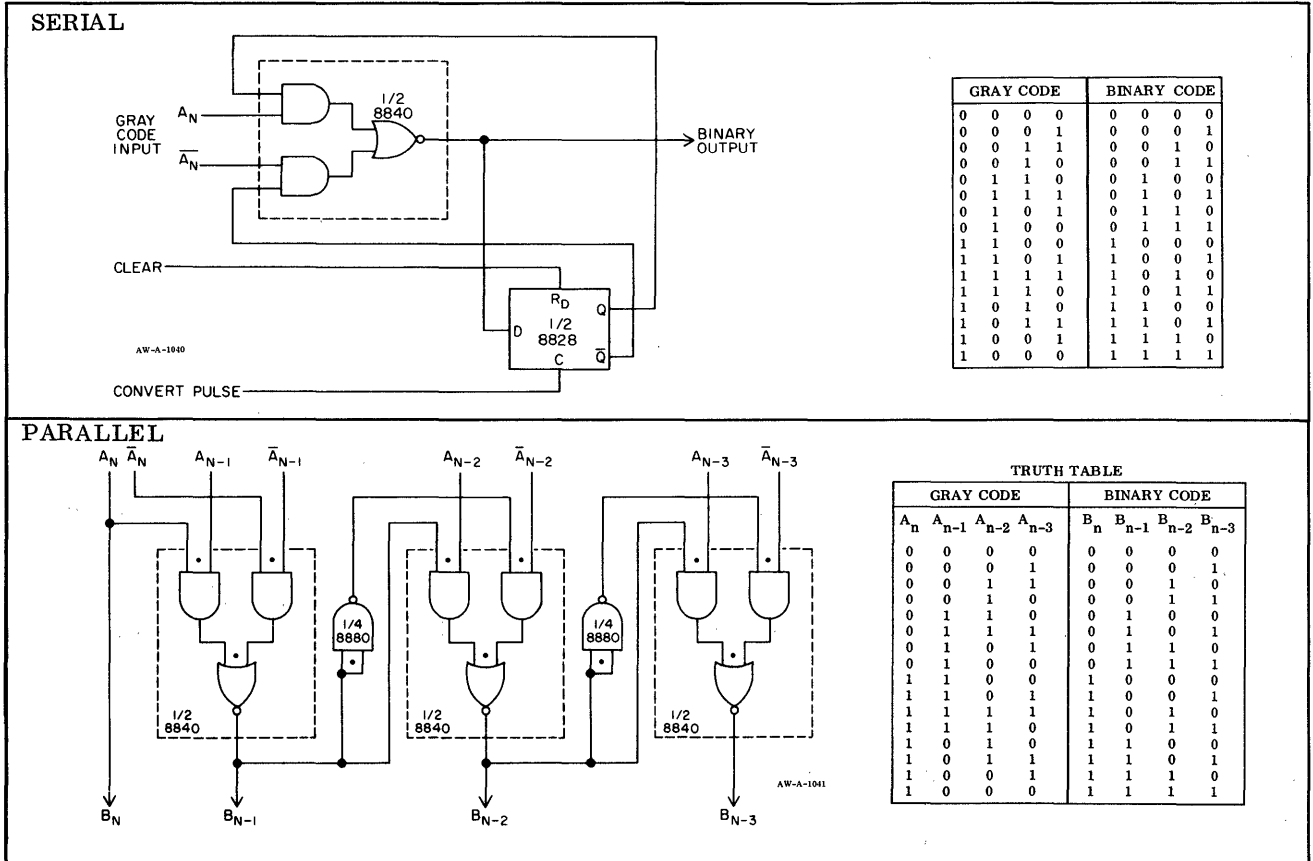 SERIAL
GRAY
CODE
INPUT
A_N
A̅_N
1/2
8840
BINARY
OUTPUT
CLEAR
R_D
D
Q
1/2
8828
C
Q̅
AW-A-1040
CONVERT PULSE
GRAY CODE BINARY CODE
0 0 0 0 0 0 0 0
0 0 0 1 0 0 0 1
0 0 1 1 0 0 1 0
0 0 1 0 0 0 1 1
0 1 1 0 0 1 0 0
0 1 1 1 0 1 0 1
0 1 0 1 0 1 1 0
0 1 0 0 0 1 1 1
1 1 0 0 1 0 0 0
1 1 0 1 1 0 0 1
1 1 1 1 1 0 1 0
1 1 1 0 1 0 1 1
1 0 1 0 1 1 0 0
1 0 1 1 1 1 0 1
1 0 0 1 1 1 1 0
1 0 0 0 1 1 1 1
PARALLEL
A_N A̅_N A_N-1 A̅_N-1 A_N-2 A̅_N-2 A_N-3 A̅_N-3
1/4
8880
1/4
8880
1/2
8840
1/2
8840
1/2
8840
AW-A-1041
B_N B_N-1 B_N-2 B_N-3
TRUTH TABLE
GRAY CODE BINARY CODE
A_n A_n-1 A_n-2 A_n-3 B_n B_n-1 B_n-2 B_n-3
0 0 0 0 0 0 0 0
0 0 0 1 0 0 0 1
0 0 1 1 0 0 1 0
0 0 1 0 0 0 1 1
0 1 1 0 0 1 0 0
0 1 1 1 0 1 0 1
0 1 0 1 0 1 1 0
0 1 0 0 0 1 1 1
1 1 0 0 1 0 0 0
1 1 0 1 1 0 0 1
1 1 1 1 1 0 1 0
1 1 1 0 1 0 1 1
1 0 1 0 1 1 0 0
1 0 1 1 1 1 0 1
1 0 0 1 1 1 1 0
1 0 0 0 1 1 1 1